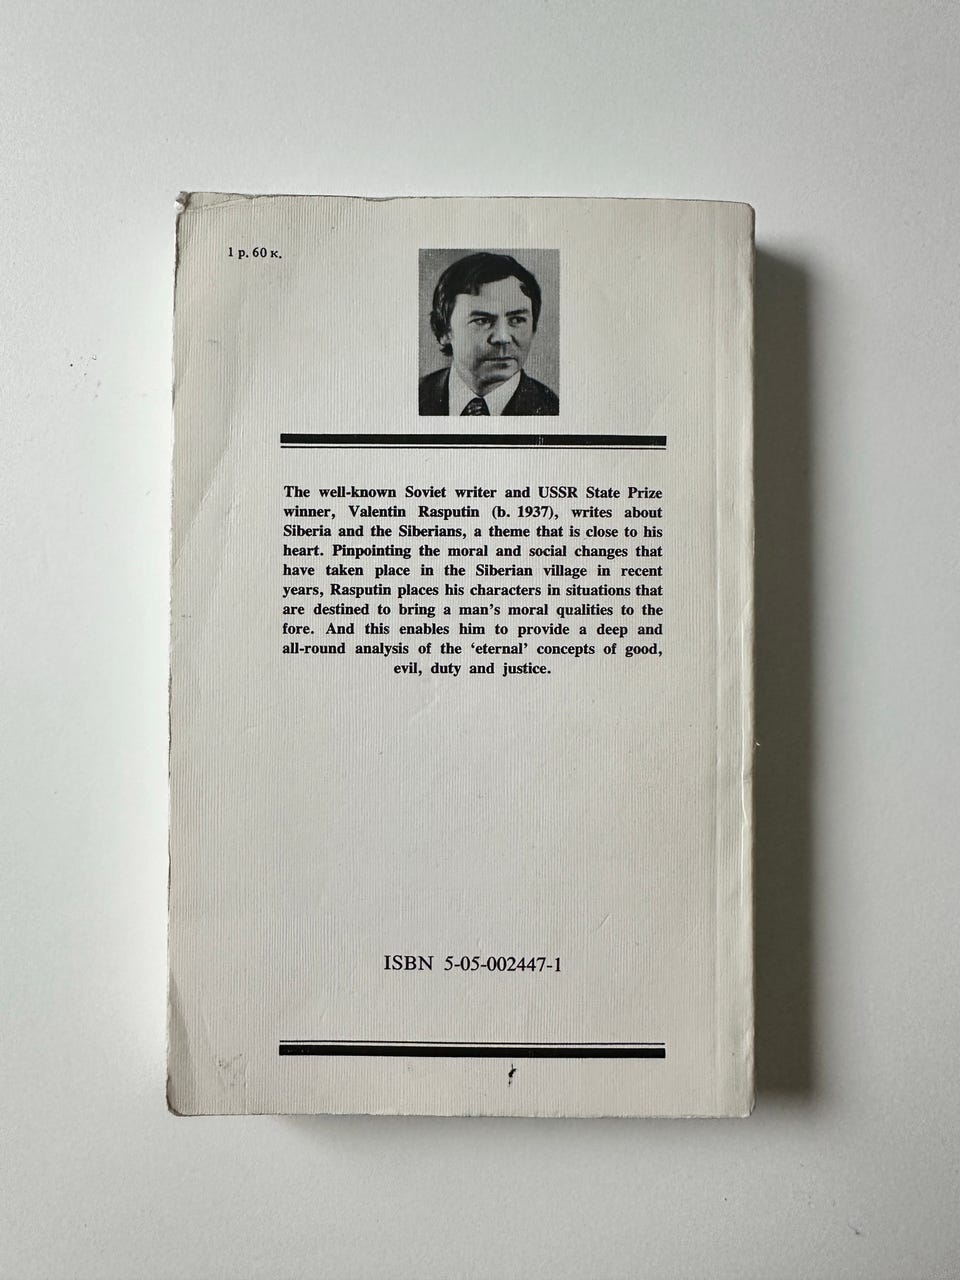 1 р. 60 к.
The well-known Soviet writer and USSR State Prize
winner, Valentin Rasputin (b. 1937), writes about
Siberia and the Siberians, a theme that is close to his
heart. Pinpointing the moral and social changes that
have taken place in the Siberian village in recent
years, Rasputin places his characters in situations that
are destined to bring a man's moral qualities to the
fore. And this enables him to provide a deep and
all-round analysis of the ‘eternal’ concepts of good,
evil, duty and justice.
ISBN 5-05-002447-1